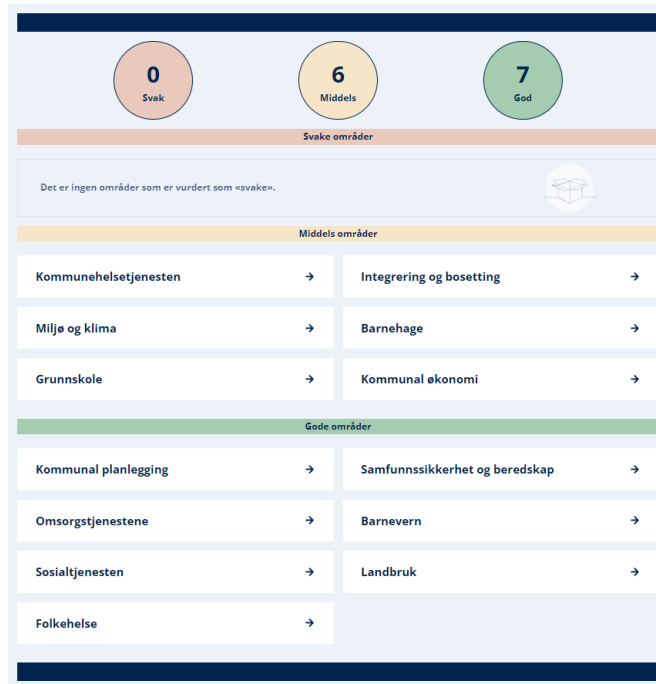 0
Svak
6
Middels
7
God
Svake områder
Det er ingen områder som er vurdert som «svake».
Middels områder
Kommunehelsetjenesten
Integrering og bosetting
Miljø og klima
Barnehage
Grunnskole
Kommunal økonomi
Gode områder
Kommunal planlegging
Samfunnssikkerhet og beredskap
Omsorgstjenestene
Barnevern
Sosialtjenesten
Landbruk
Folkehelse